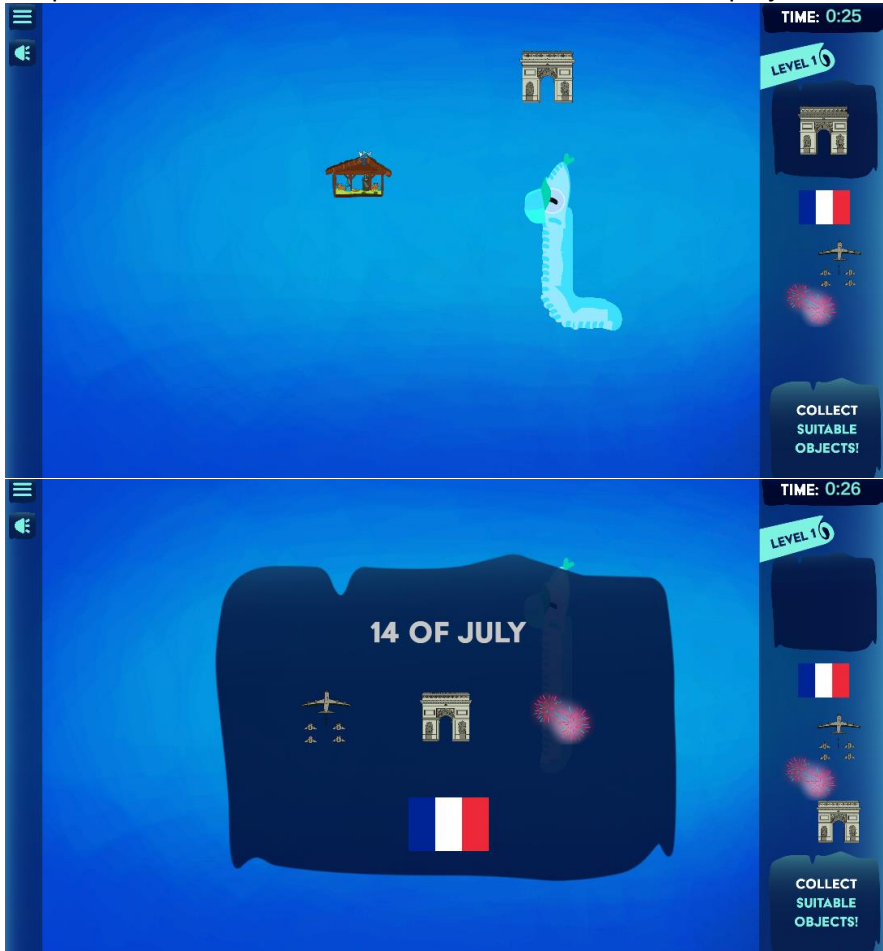 TIME: 0:25
LEVEL 1
COLLECT
SUITABLE
OBJECTS!
TIME: 0:26
LEVEL 1
14 OF JULY
COLLECT
SUITABLE
OBJECTS!